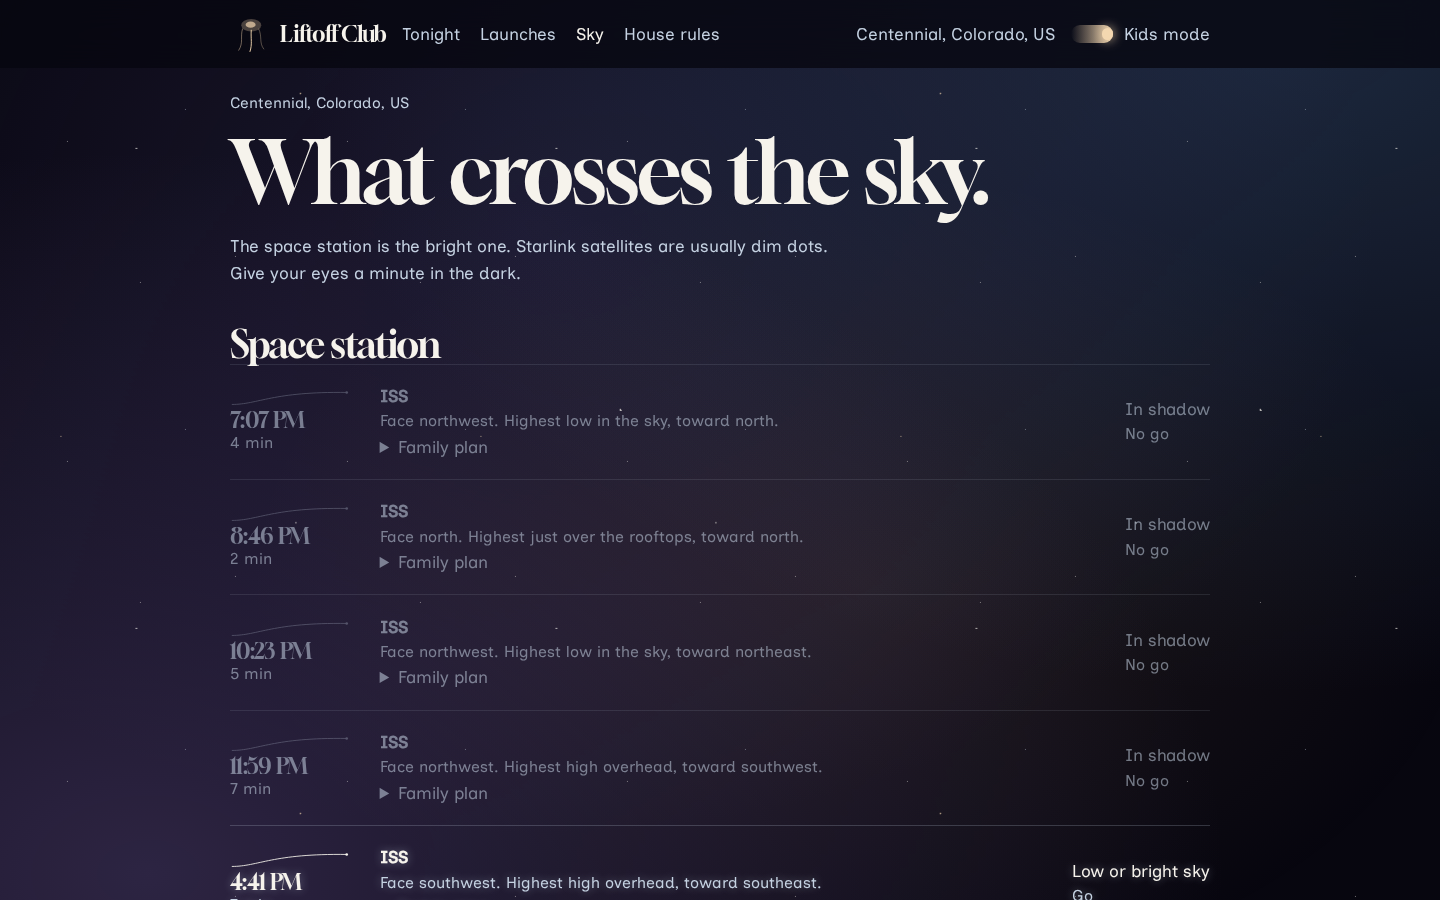 Liftoff Club Tonight Launches Sky House rules Centennial, Colorado, US Kids mode
Centennial, Colorado, US
What crosses the sky.
The space station is the bright one. Starlink satellites are usually dim dots.
Give your eyes a minute in the dark.
Space station
7:07 PM
4 min
ISS
Face northwest. Highest low in the sky, toward north.
Family plan
In shadow
No go
8:46 PM
2 min
ISS
Face north. Highest just over the rooftops, toward north.
Family plan
In shadow
No go
10:23 PM
5 min
ISS
Face northwest. Highest low in the sky, toward northeast.
Family plan
In shadow
No go
11:59 PM
7 min
ISS
Face northwest. Highest high overhead, toward southwest.
Family plan
In shadow
No go
4:41 PM
ISS
Face southwest. Highest high overhead, toward southeast.
Low or bright sky
Go